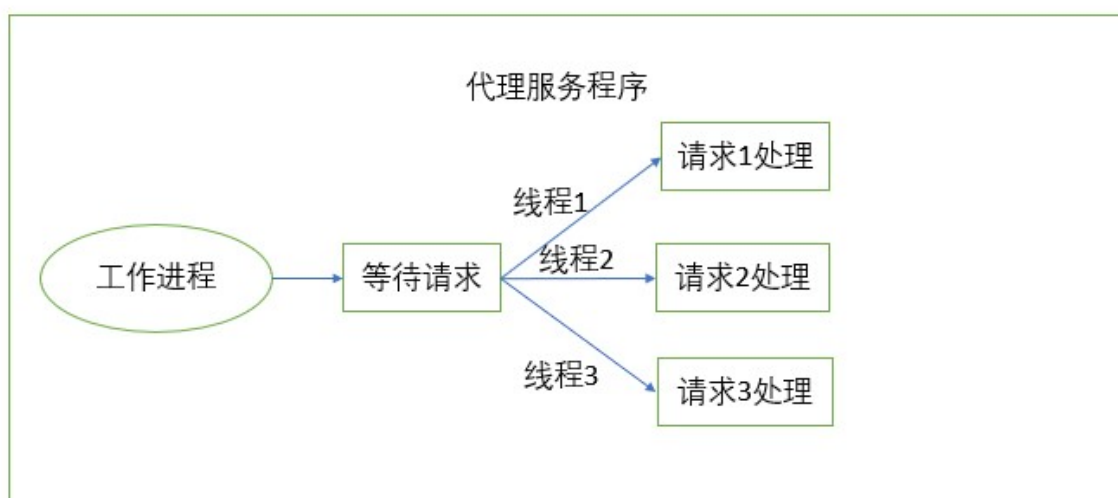 代理服务程序
请求1处理
线程1
线程2
工作进程
等待请求
请求2处理
线程3
请求3处理